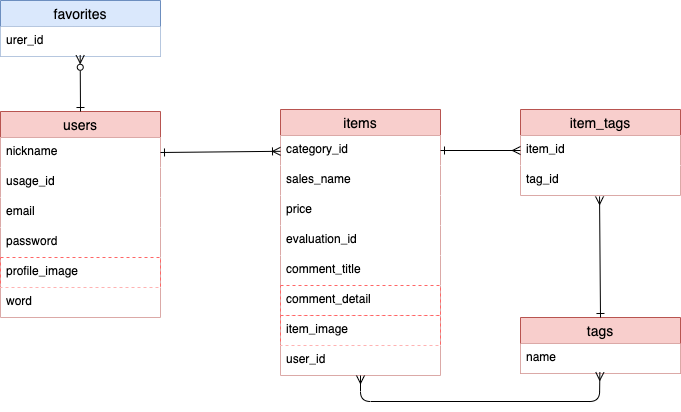 favorites
urer_id
users
nickname
usage_id
email
password
profile_image
word
items
category_id
sales_name
price
evaluation_id
comment_title
comment_detail
item_image
user_id
item_tags
item_id
tag_id
tags
name